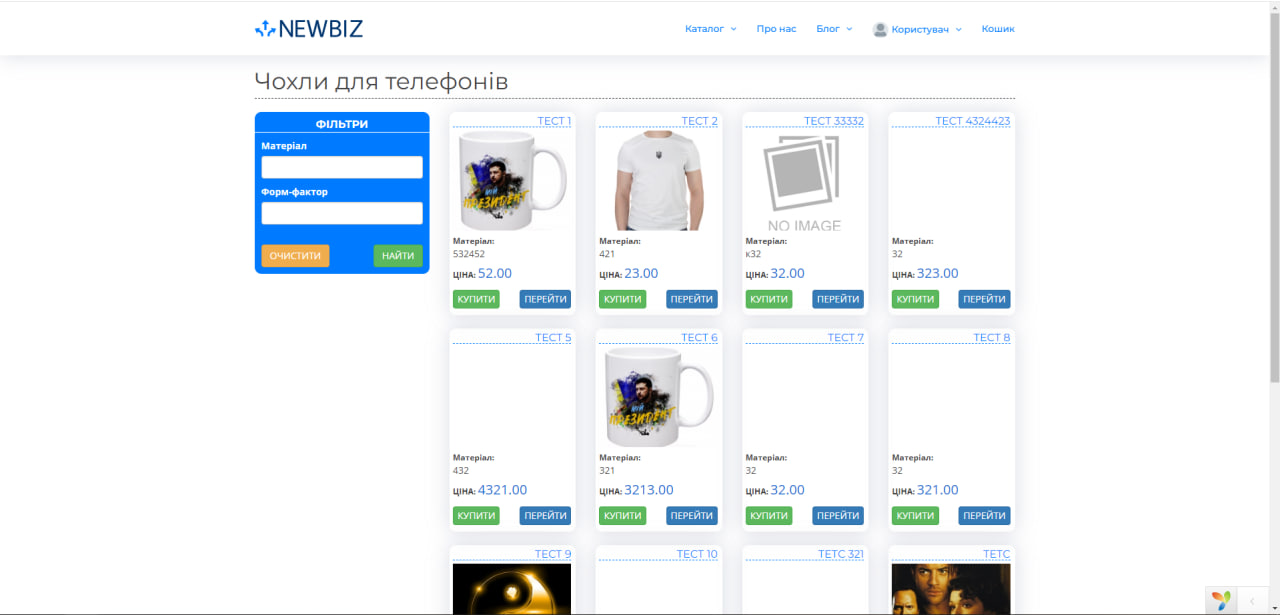 NEWBIZ
Каталог Про нас Блог Користувач Кошик
Чохли для телефонів
ФІЛЬТРИ
Матеріал
Форм-фактор
ОЧИСТИТИ НАЙТИ
ТЕСТ 1 ТЕСТ 2 ТЕСТ 33332 ТЕСТ 4324423
МІЙ
ПРЕЗИДЕНТ
NO IMAGE
Матеріал: Матеріал: Матеріал: Матеріал:
532452 421 к32 32
ЦІНА: 52.00 ЦІНА: 23.00 ЦІНА: 32.00 ЦІНА: 323.00
КУПИТИ ПЕРЕЙТИ КУПИТИ ПЕРЕЙТИ КУПИТИ ПЕРЕЙТИ КУПИТИ ПЕРЕЙТИ
ТЕСТ 5 ТЕСТ 6 ТЕСТ 7 ТЕСТ 8
МІЙ
ПРЕЗИДЕНТ
Матеріал: Матеріал: Матеріал: Матеріал:
432 321 32 32
ЦІНА: 4321.00 ЦІНА: 3213.00 ЦІНА: 32.00 ЦІНА: 321.00
КУПИТИ ПЕРЕЙТИ КУПИТИ ПЕРЕЙТИ КУПИТИ ПЕРЕЙТИ КУПИТИ ПЕРЕЙТИ
ТЕСТ 9 ТЕСТ 10 ТЕТС 321 ТЕТС